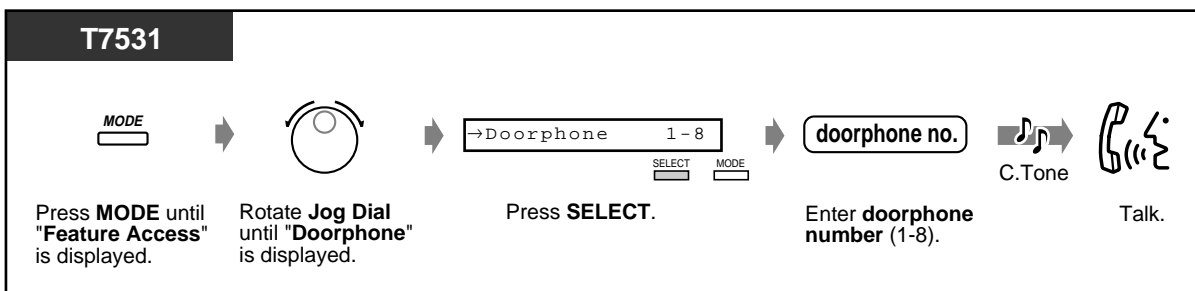 T7531
MODE
→Doorphone 1-8
SELECT MODE
doorphone no.
C.Tone
Press MODE until
"Feature Access"
is displayed.
Rotate Jog Dial
until "Doorphone"
is displayed.
Press SELECT.
Enter doorphone
number (1-8).
Talk.